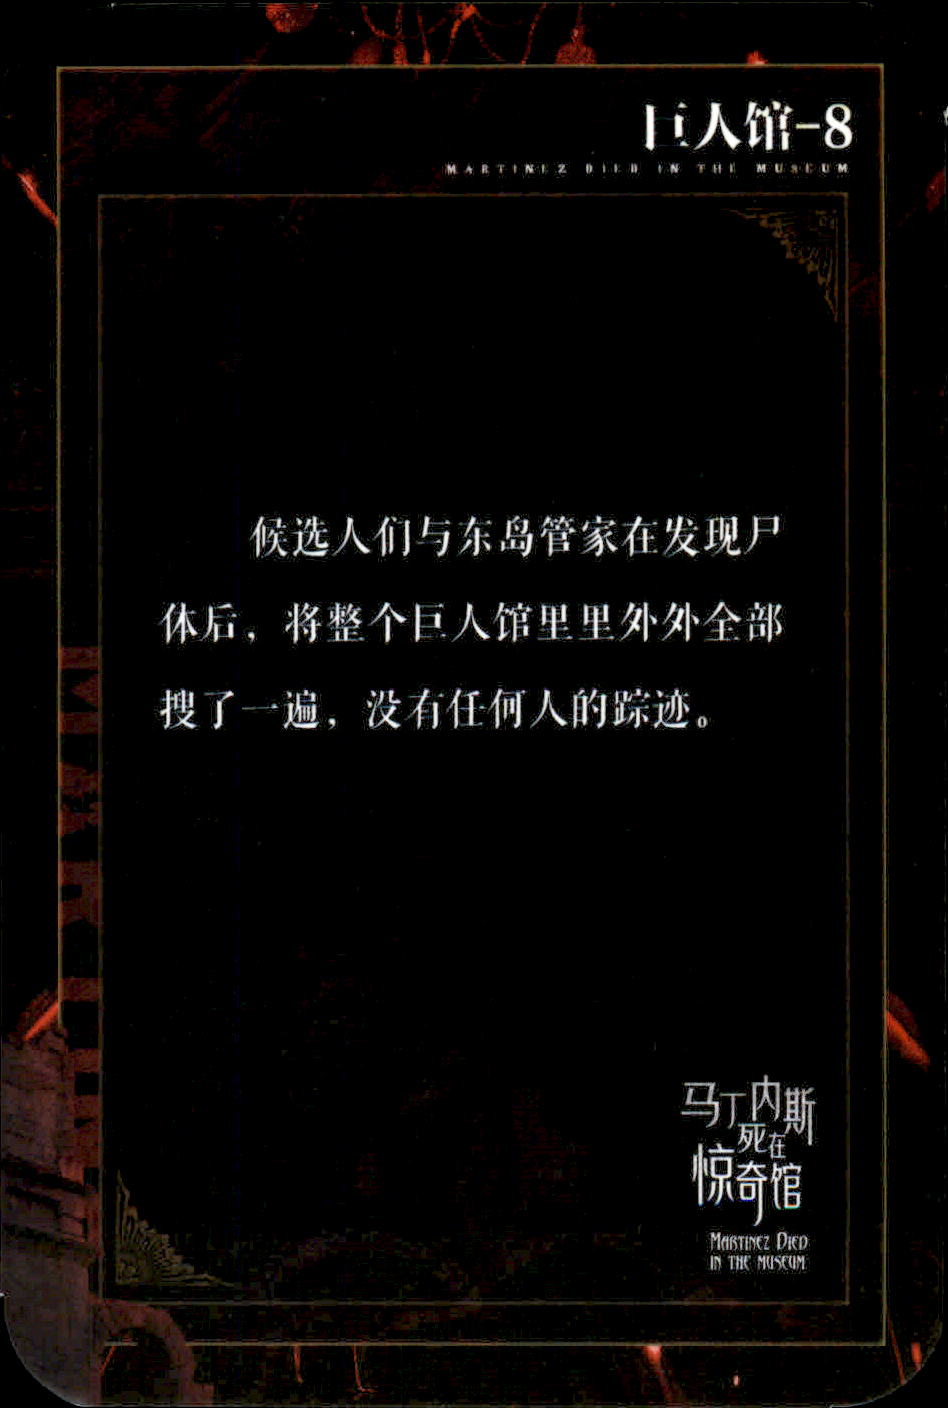 巨人馆-8
MARTINEZ DIED IN THE MUSEUM
候选人们与东岛管家在发现尸
体后，将整个巨人馆里里外外全部
搜了一遍，没有任何人的踪迹。
马丁内斯
死在
惊奇馆
MARTINEZ DIED
IN THE MUSEUM